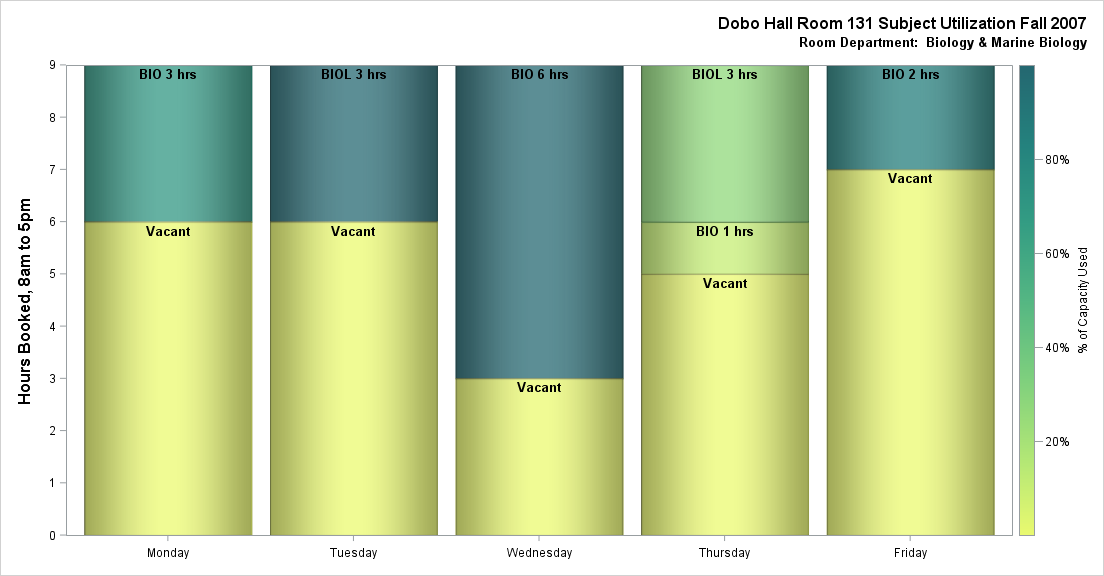 Dobo Hall Room 131 Subject Utilization Fall 2007
Room Department:  Biology & Marine Biology
Hours Booked, 8am to 5pm
9
8
7
6
5
4
3
2
1
0
BIO 3 hrs
Vacant
BIOL 3 hrs
Vacant
BIO 6 hrs
Vacant
BIOL 3 hrs
BIO 1 hrs
Vacant
BIO 2 hrs
Vacant
Monday
Tuesday
Wednesday
Thursday
Friday
80%
60%
40%
20%
% of Capacity Used